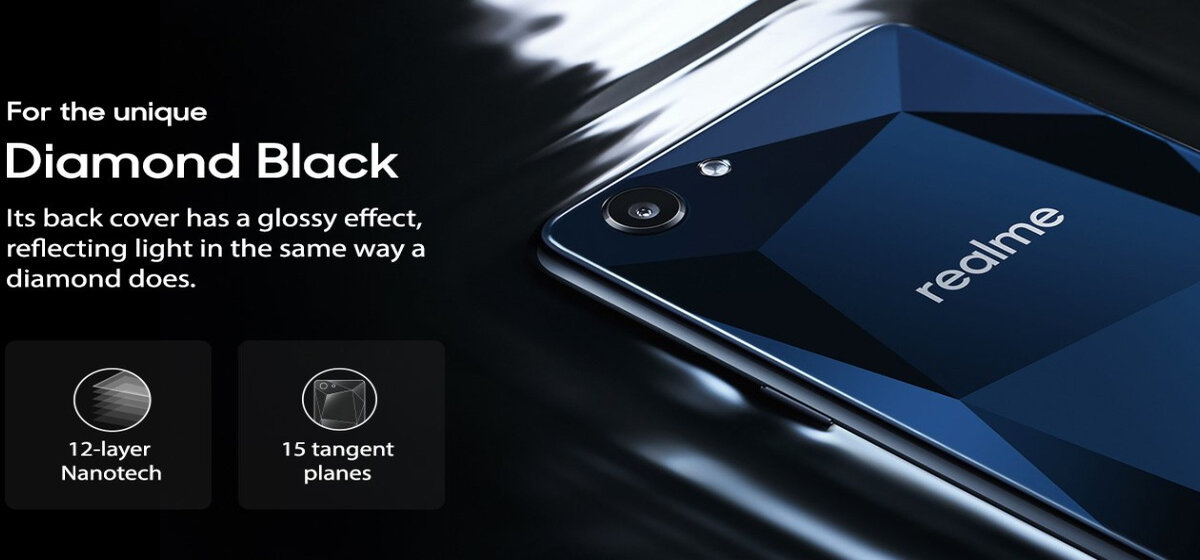 For the unique
Diamond Black
Its back cover has a glossy effect,
reflecting light in the same way a
diamond does.
12-layer
Nanotech
15 tangent
planes
realme